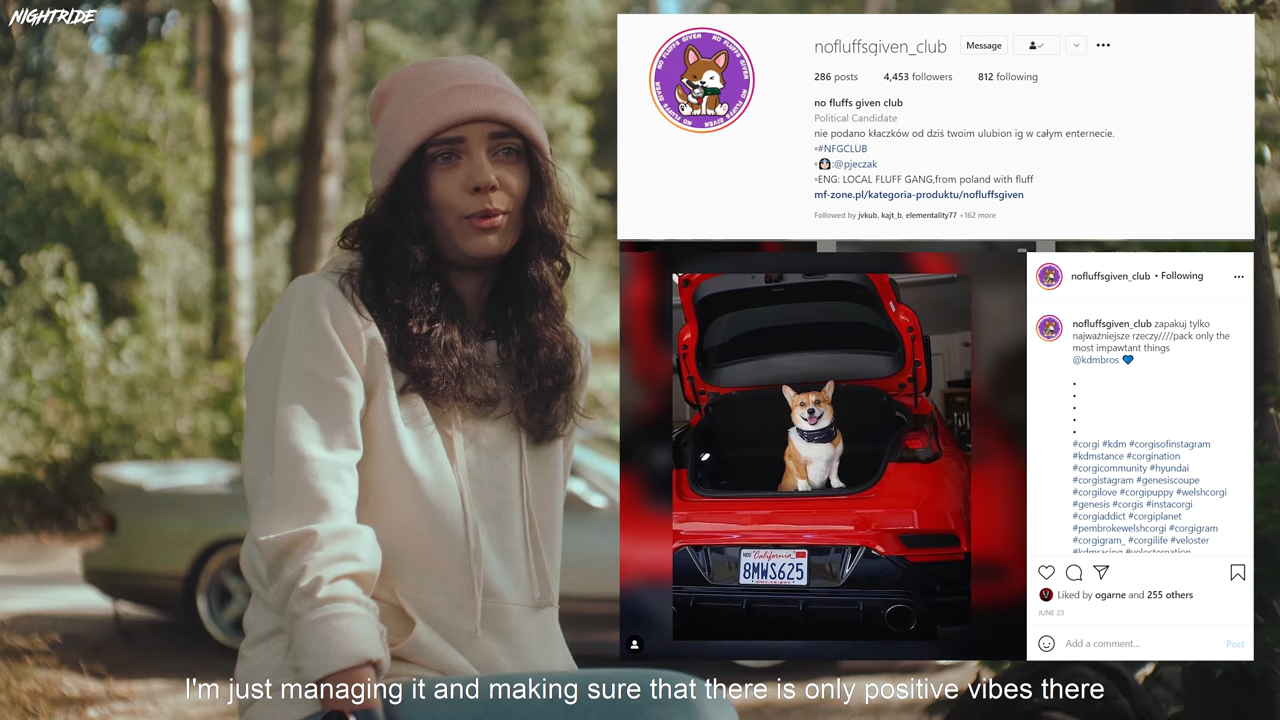 NIGHTRIDE
nofluffsgiven_club
Message
286 posts 4,453 followers 812 following
NO FLUFFS GIVEN
NO FLUFFS GIVEN
no fluffs given club
Political Candidate
nie podano kłaczków od dziś twoim ulubion ig w całym enternecie.
▫#NFGCLUB
▫:@pjeczak
▫ENG: LOCAL FLUFF GANG,from poland with fluff
mf-zone.pl/kategoria-produktu/nofluffsgiven
Followed by jvkub, kajt_b, elementality77 +162 more
nofluffsgiven_club • Following
nofluffsgiven_club zapakuj tylko
najważniejsze rzeczy////pack only the
most impawtant things
@kdmbros 💙
•
•
•
•
•
#corgi #kdm #corgisofinstagram
#kdmstance #corgination
#corgicommunity #hyundai
#corgistagram #genesiscoupe
#corgilove #corgipuppy #welshcorgi
#genesis #corgis #instacorgi
#corgiaddict #corgiplanet
#pembrokewelshcorgi #corgigram
#corgigram_ #corgilife #veloster
#kdmracing #velosternation
California
8MWS625
Liked by ogarne and 255 others
JUNE 23
Add a comment...
Post
I'm just managing it and making sure that there is only positive vibes there